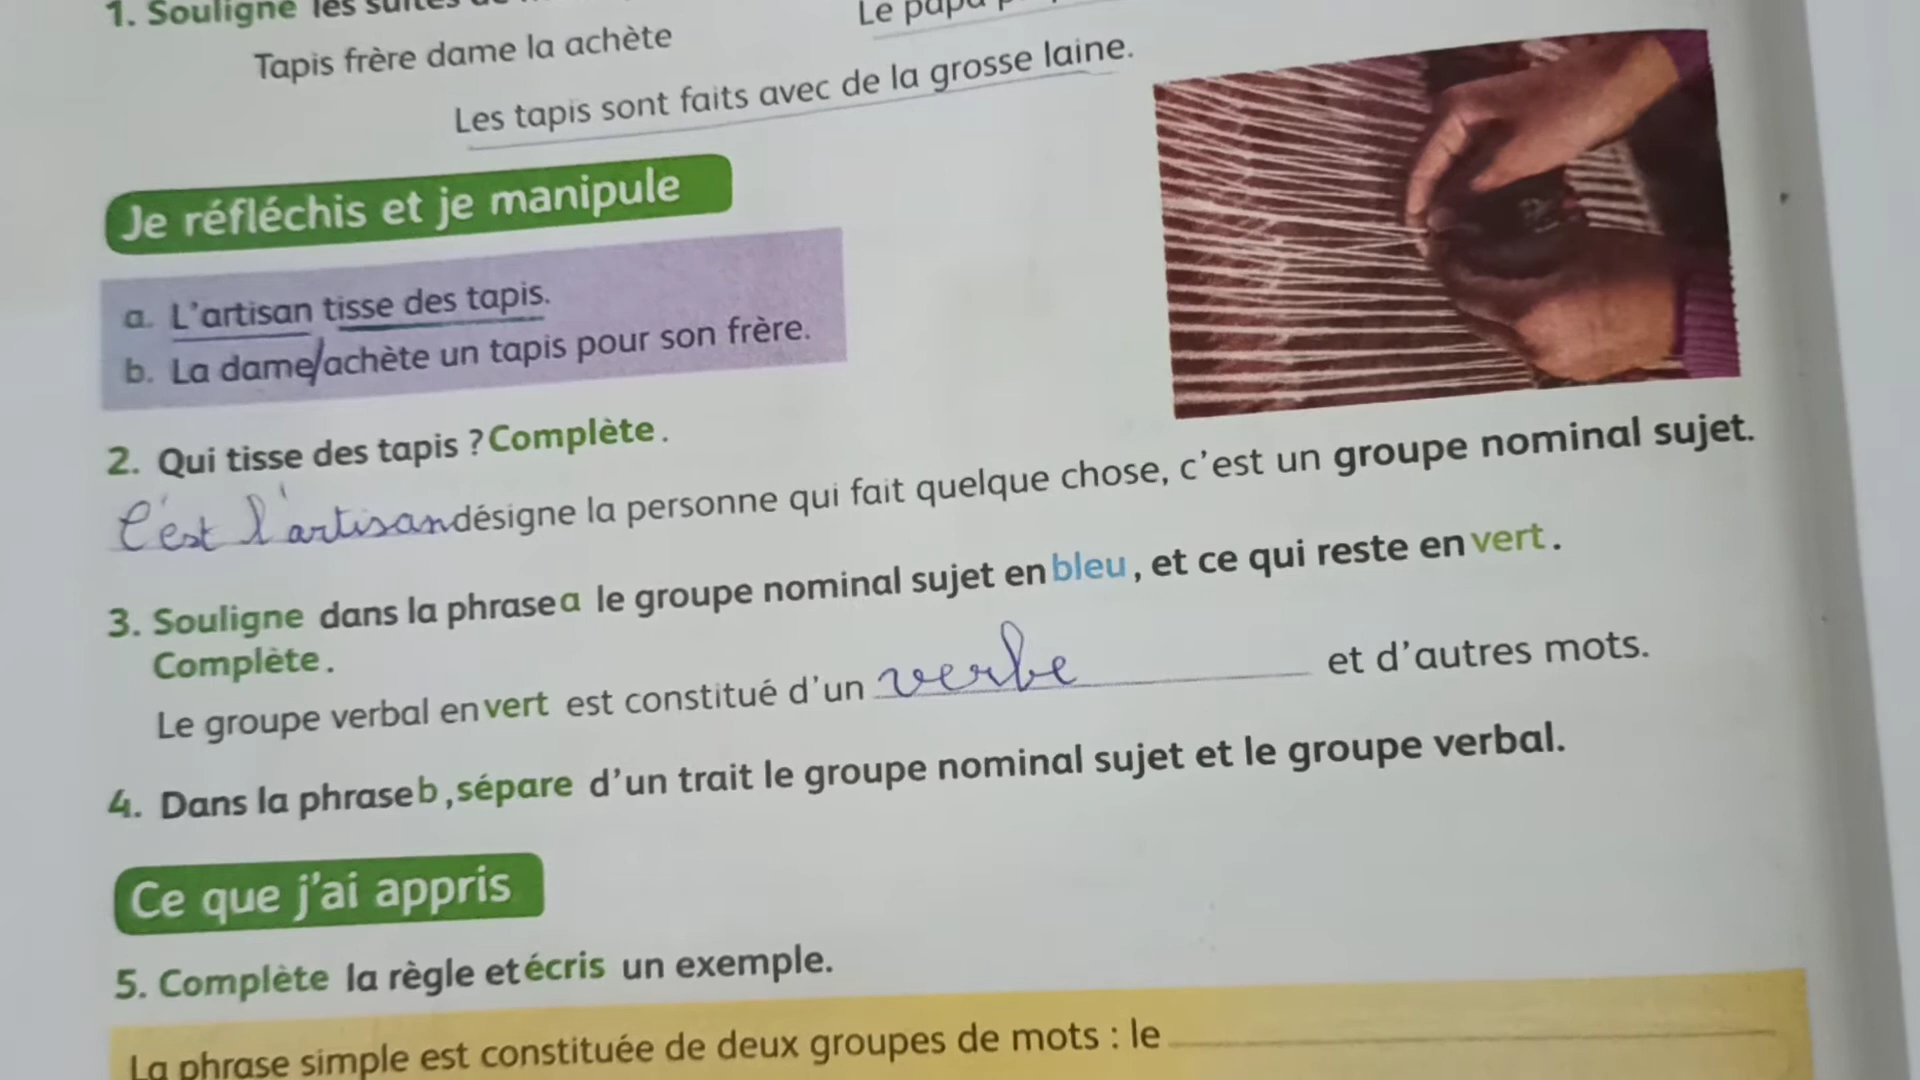 1. Souligne les
Le papa
Tapis frère dame la achète
Les tapis sont faits avec de la grosse laine.
Je réfléchis et je manipule
a. L'artisan tisse des tapis.
b. La dame/achète un tapis pour son frère.
2. Qui tisse des tapis ? Complète.
C'est l'artisan désigne la personne qui fait quelque chose, c'est un groupe nominal sujet.
3. Souligne dans la phrase a le groupe nominal sujet en bleu, et ce qui reste en vert.
Complète.
Le groupe verbal en vert est constitué d'un verbe et d'autres mots.
4. Dans la phrase b, sépare d'un trait le groupe nominal sujet et le groupe verbal.
Ce que j'ai appris
5. Complète la règle et écris un exemple.
La phrase simple est constituée de deux groupes de mots : le